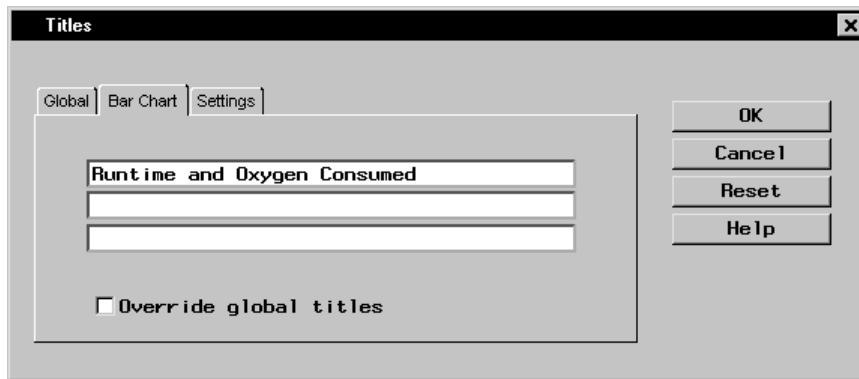 Titles
Global Bar Chart Settings
Runtime and Oxygen Consumed
Override global titles
OK
Cancel
Reset
Help